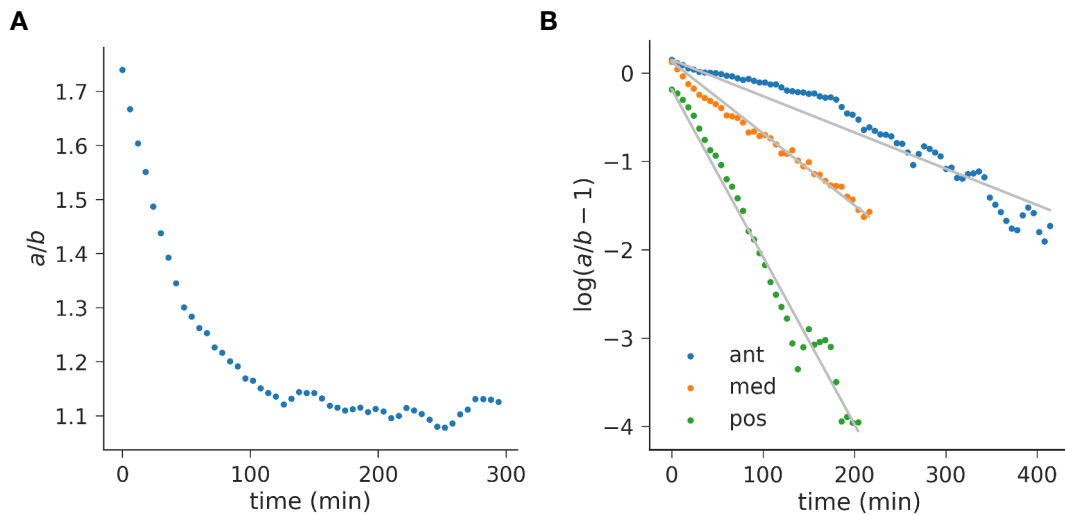 A
1.7
1.6
1.5
1.4
1.3
1.2
1.1
a/b
0
100
200
300
time (min)
B
0
−1
−2
−3
−4
log(a/b − 1)
ant
med
pos
0
100
200
300
400
time (min)